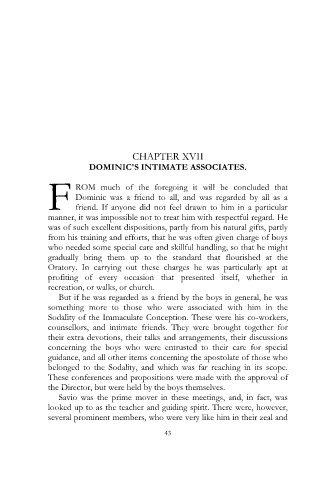 CHAPTER XVII
DOMINIC'S INTIMATE ASSOCIATES.
FROM much of the foregoing it will be concluded that
Dominic was a friend to all, and was regarded by all as a
friend. If anyone did not feel drawn to him in a particular
manner, it was impossible not to treat him with respectful regard. He
was of such excellent dispositions, partly from his natural gifts, partly
from his training and efforts, that he was often given charge of boys
who needed some special care and skillful handling, so that he might
gradually bring them up to the standard that flourished at the
Oratory. In carrying out these charges he was particularly apt at
profiting of every occasion that presented itself, whether in
recreation, or walks, or church.
But if he was regarded as a friend by the boys in general, he was
something more to those who were associated with him in the
Sodality of the Immaculate Conception. These were his co-workers,
counsellors, and intimate friends. They were brought together for
their extra devotions, their talks and arrangements, their discussions
concerning the boys who were entrusted to their care for special
guidance, and all other items concerning the apostolate of those who
belonged to the Sodality, and which was far reaching in its scope.
These conferences and propositions were made with the approval of
the Director, but were held by the boys themselves.
Savio was the prime mover in these meetings, and, in fact, was
looked up to as the teacher and guiding spirit. There were, however,
several prominent members, who were very like him in their zeal and
43